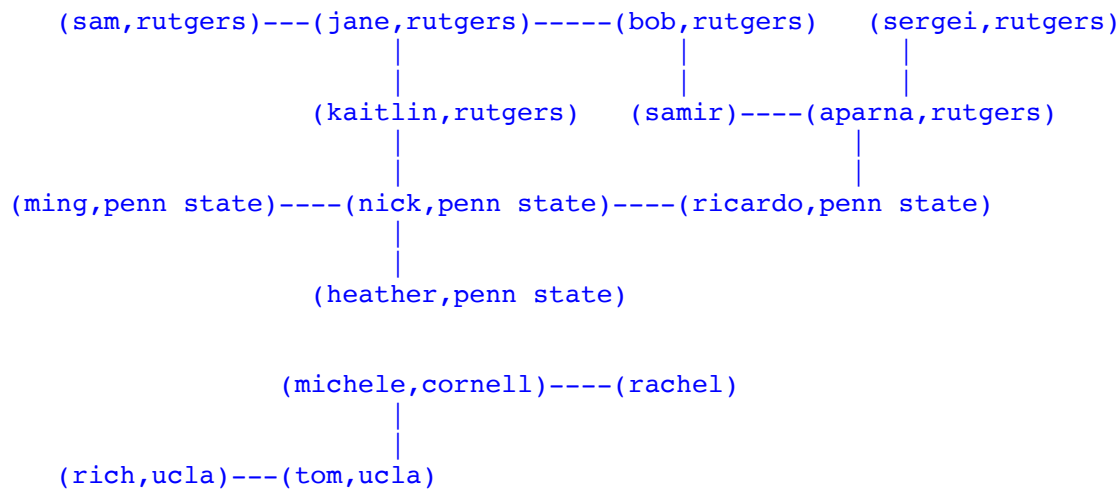 (sam,rutgers)---(jane,rutgers)-----(bob,rutgers) (sergei,rutgers)
| | |
| | |
(kaitlin,rutgers) (samir)----(aparna,rutgers)
| |
| |
(ming,penn state)----(nick,penn state)----(ricardo,penn state)
|
|
(heather,penn state)
(michele,cornell)----(rachel)
|
|
(rich,ucla)---(tom,ucla)